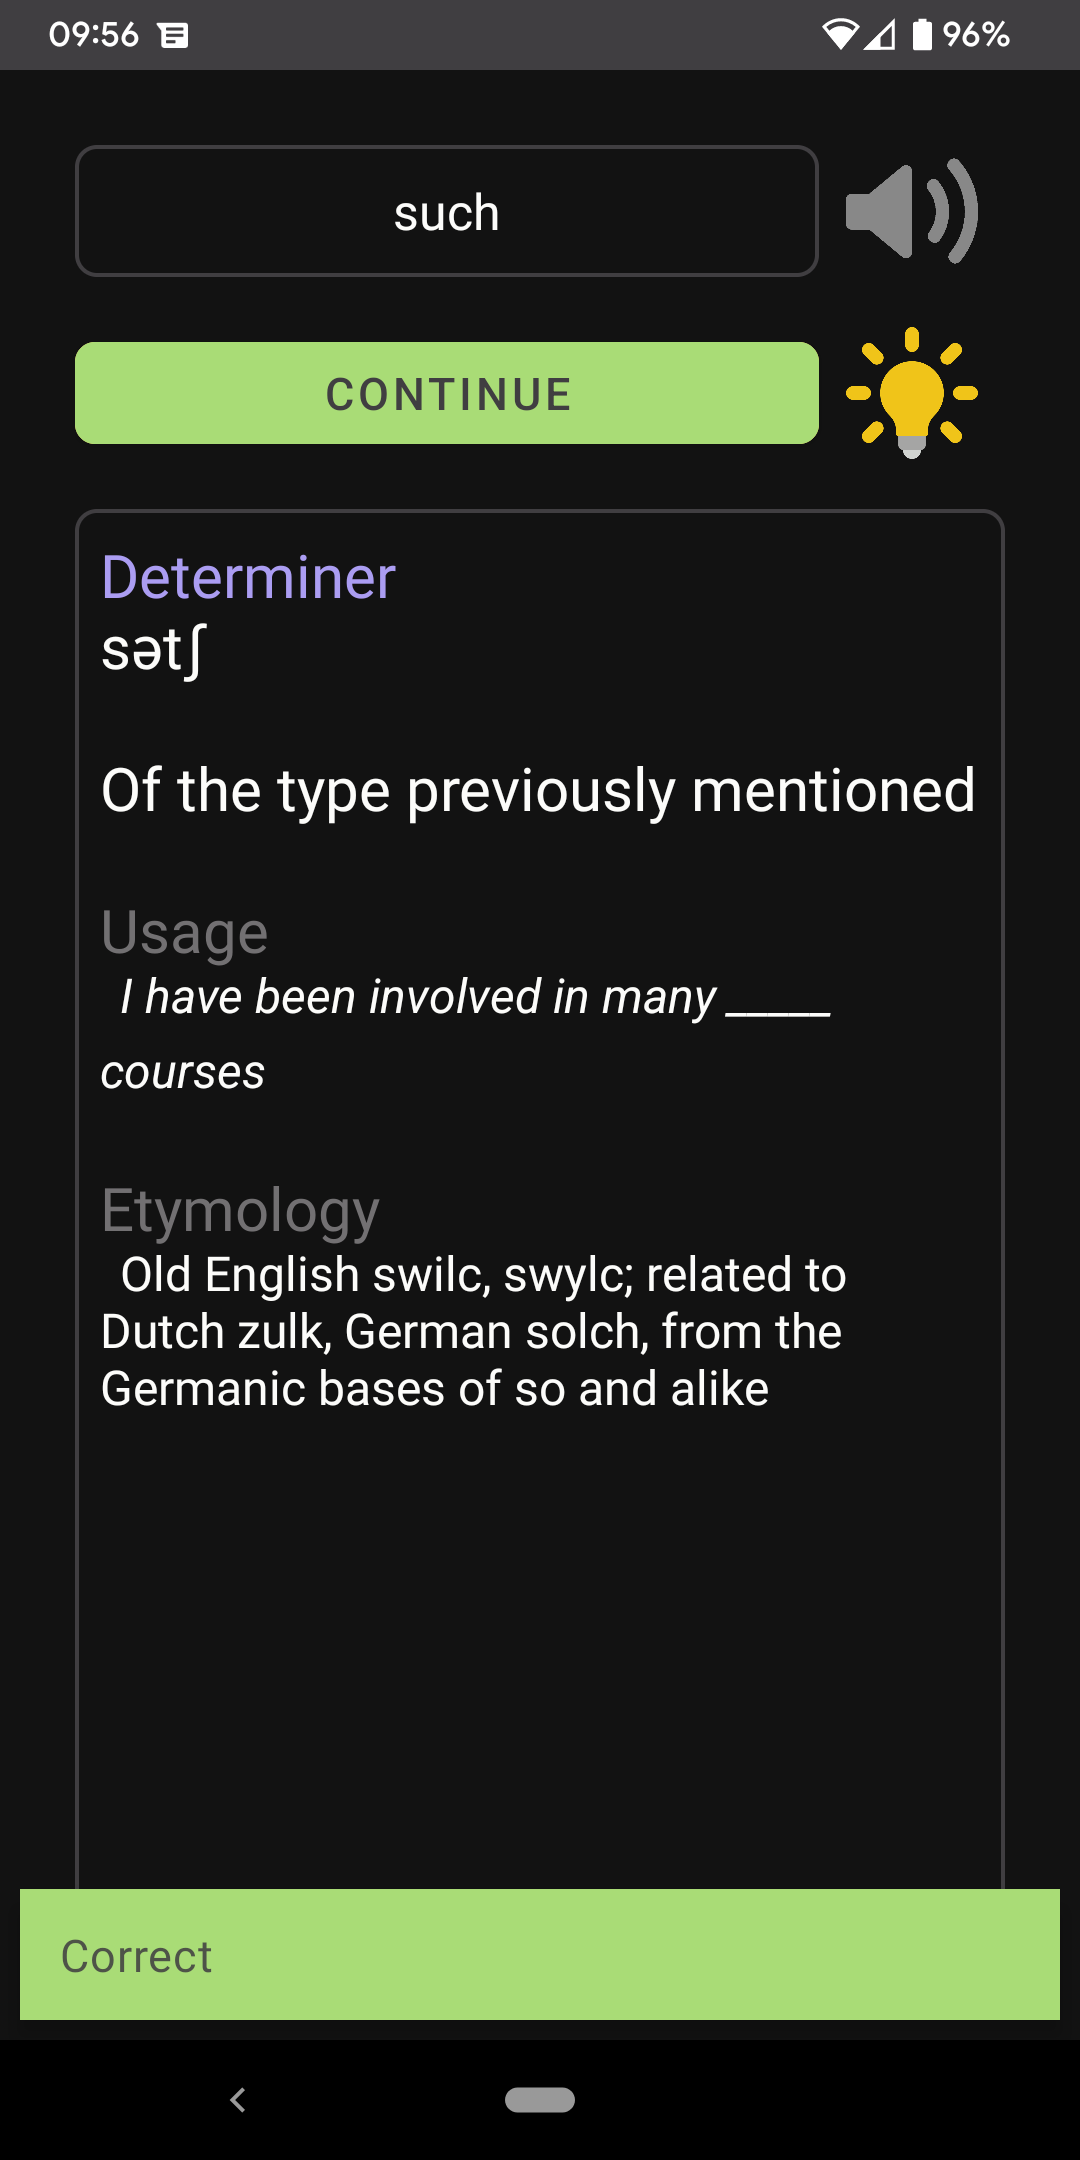 09:56
96%
such
CONTINUE
Determiner
sətʃ
Of the type previously mentioned
Usage
I have been involved in many _____
courses
Etymology
Old English swilc, swylc; related to
Dutch zulk, German solch, from the
Germanic bases of so and alike
Correct